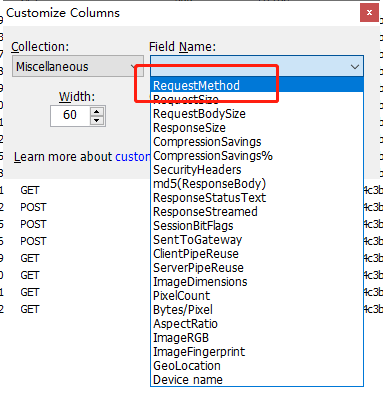 Customize Columns
Collection:
Field Name:
Miscellaneous
Width:
60
Learn more about custo
RequestMethod
RequestSize
RequestBodySize
ResponseSize
CompressionSavings
CompressionSavings%
SecurityHeaders
md5(ResponseBody)
ResponseStatusText
ResponseStreamed
SessionBitFlags
SentToGateway
ClientPipeReuse
ServerPipeReuse
ImageDimensions
PixelCount
Bytes/Pixel
AspectRatio
ImageRGB
ImageFingerprint
GeoLocation
Device name
1 GET 4c3b
2 POST 4c3b
5 POST 4c3b
5 POST 4c3b
9 GET 4c3b
0 GET 4c3b
1 GET 4c3b
2 GET 4c3b